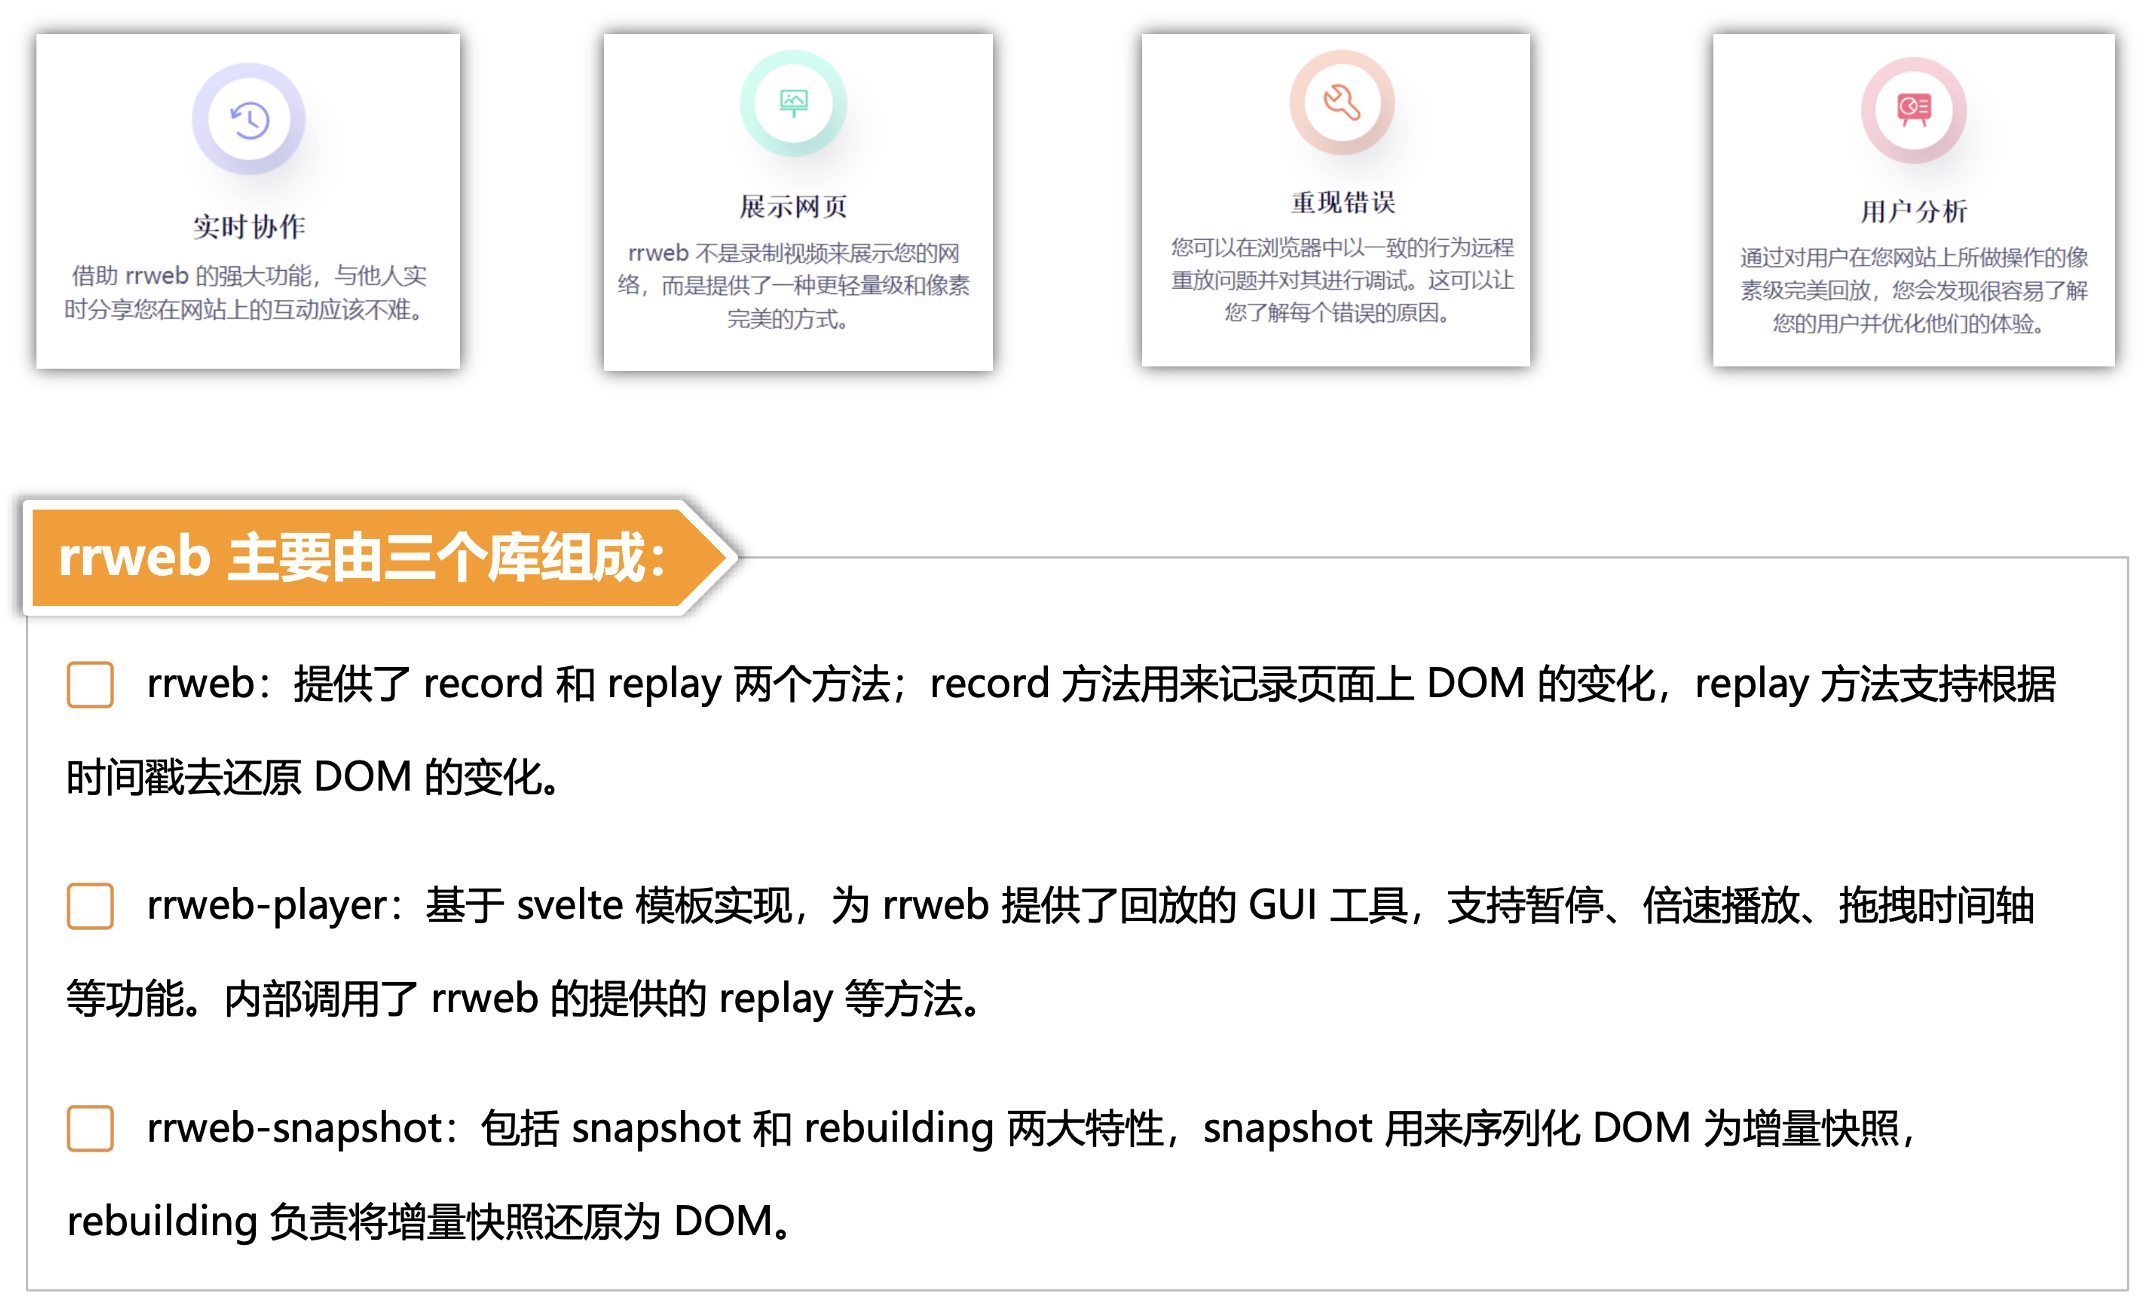 实时协作
借助 rrweb 的强大功能，与他人实
时分享您在网站上的互动应该不难。
展示网页
rrweb 不是录制视频来展示您的网
络，而是提供了一种更轻量级和像素
完美的方式。
重现错误
您可以在浏览器中以一致的行为远程
重放问题并对其进行调试。这可以让
您了解每个错误的原因。
用户分析
通过对用户在您网站上所做操作的像
素级完美回放，您会发现很容易了解
您的用户并优化他们的体验。
rrweb 主要由三个库组成：
rrweb：提供了 record 和 replay 两个方法；record 方法用来记录页面上 DOM 的变化，replay 方法支持根据
时间戳去还原 DOM 的变化。
rrweb-player：基于 svelte 模板实现，为 rrweb 提供了回放的 GUI 工具，支持暂停、倍速播放、拖拽时间轴
等功能。内部调用了 rrweb 的提供的 replay 等方法。
rrweb-snapshot：包括 snapshot 和 rebuilding 两大特性，snapshot 用来序列化 DOM 为增量快照，
rebuilding 负责将增量快照还原为 DOM。